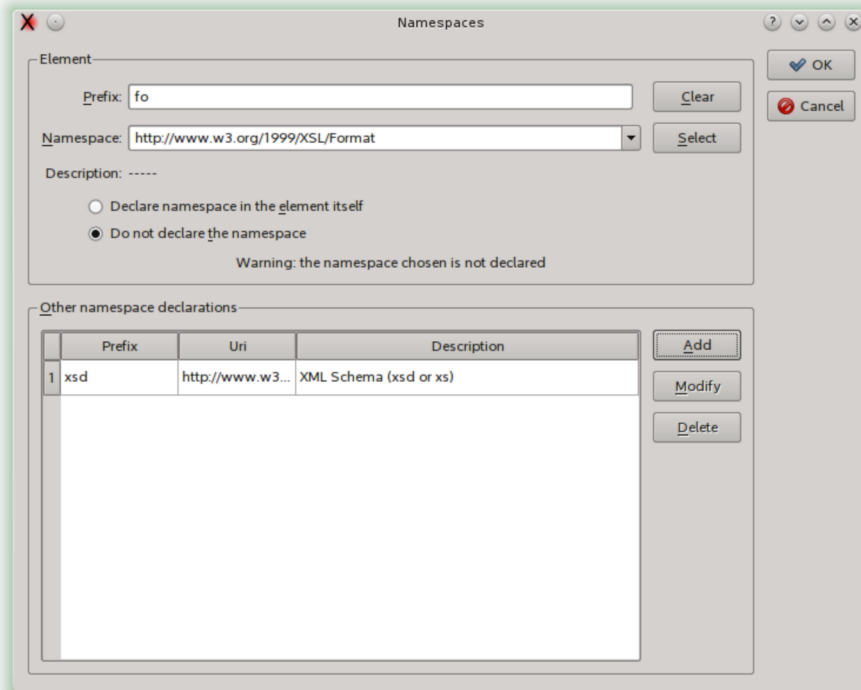 Namespaces
Element
Prefix: fo Clear
Namespace: http://www.w3.org/1999/XSL/Format Select
Description: -----
Declare namespace in the element itself
Do not declare the namespace
Warning: the namespace chosen is not declared
OK
Cancel
Other namespace declarations
Prefix Uri Description
1 xsd http://www.w3... XML Schema (xsd or xs)
Add
Modify
Delete